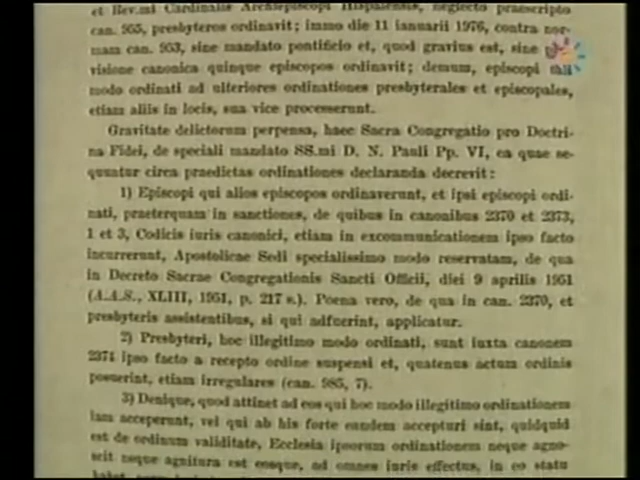 et Rev.mi Cardinalis Archiepiscopi Hispalensis, neglecto praescripto
can. 955, presbyteros ordinavit; immo die 11 ianuarii 1976, contra nor-
mam can. 953, sine mandato pontificio et, quod gravius est, sine
visione canonica quinque episcopos ordinavit; demum, episcopi
modo ordinati ad ulteriores ordinationes presbyterales et episcopales,
etiam aliis in locis, sua vice processerunt.
Gravitate delictorum perpensa, haec Sacra Congregatio pro Doctri-
na Fidei, de speciali mandato SS.mi D. N. Pauli Pp. VI, ea quae se-
quuntur circa praedictas ordinationes declaranda decrevit:
1) Episcopi qui alios episcopos ordinaverunt, et ipsi episcopi ordi-
nati, praeterquam in sanctiones, de quibus in canonibus 2370 et 2373,
1 et 3, Codicis iuris canonici, etiam in excommunicationem ipso facto
incurrerunt, Apostolicae Sedi specialissimo modo reservatam, de qua
in Decreto Sacrae Congregationis Sancti Officii, diei 9 aprilis 1951
(A.A.S., XLIII, 1951, p. 217 s.). Poena vero, de qua in can. 2370, et
presbyteris assistentibus, si qui adfuerint, applicatur.
2) Presbyteri, hoc illegitimo modo ordinati, sunt iuxta canonem
2374 ipso facto a recepto ordine suspensi et, quatenus actum ordinis
posuerint, etiam irregulares (can. 985, 7).
3) Denique, quod attinet ad eos qui hoc modo illegitimo ordinationem
iam acceperunt, vel qui ab his forte eandem accepturi sint, quidquid
est de ordinum validitate, Ecclesia ipsorum ordinationem neque agno-
scit neque agnitura est eosque, ad omnes iuris effectus, in eo statu